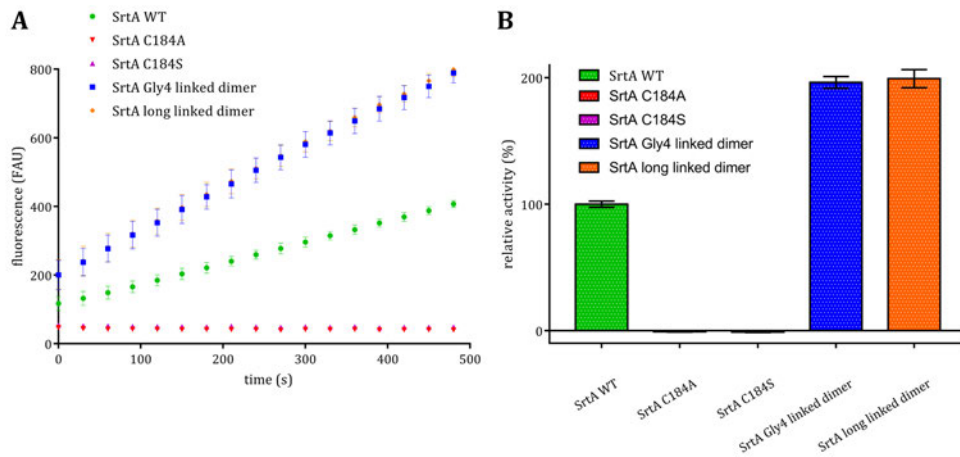 A
SrtA WT
SrtA C184A
SrtA C184S
SrtA Gly4 linked dimer
SrtA long linked dimer
fluorescence (FAU)
800
600
400
200
0
0
100
200
300
400
500
time (s)
B
SrtA WT
SrtA C184A
SrtA C184S
SrtA Gly4 linked dimer
SrtA long linked dimer
relative activity (%)
200
100
0
SrtA WT
SrtA C184A
SrtA C184S
SrtA Gly4 linked dimer
SrtA long linked dimer